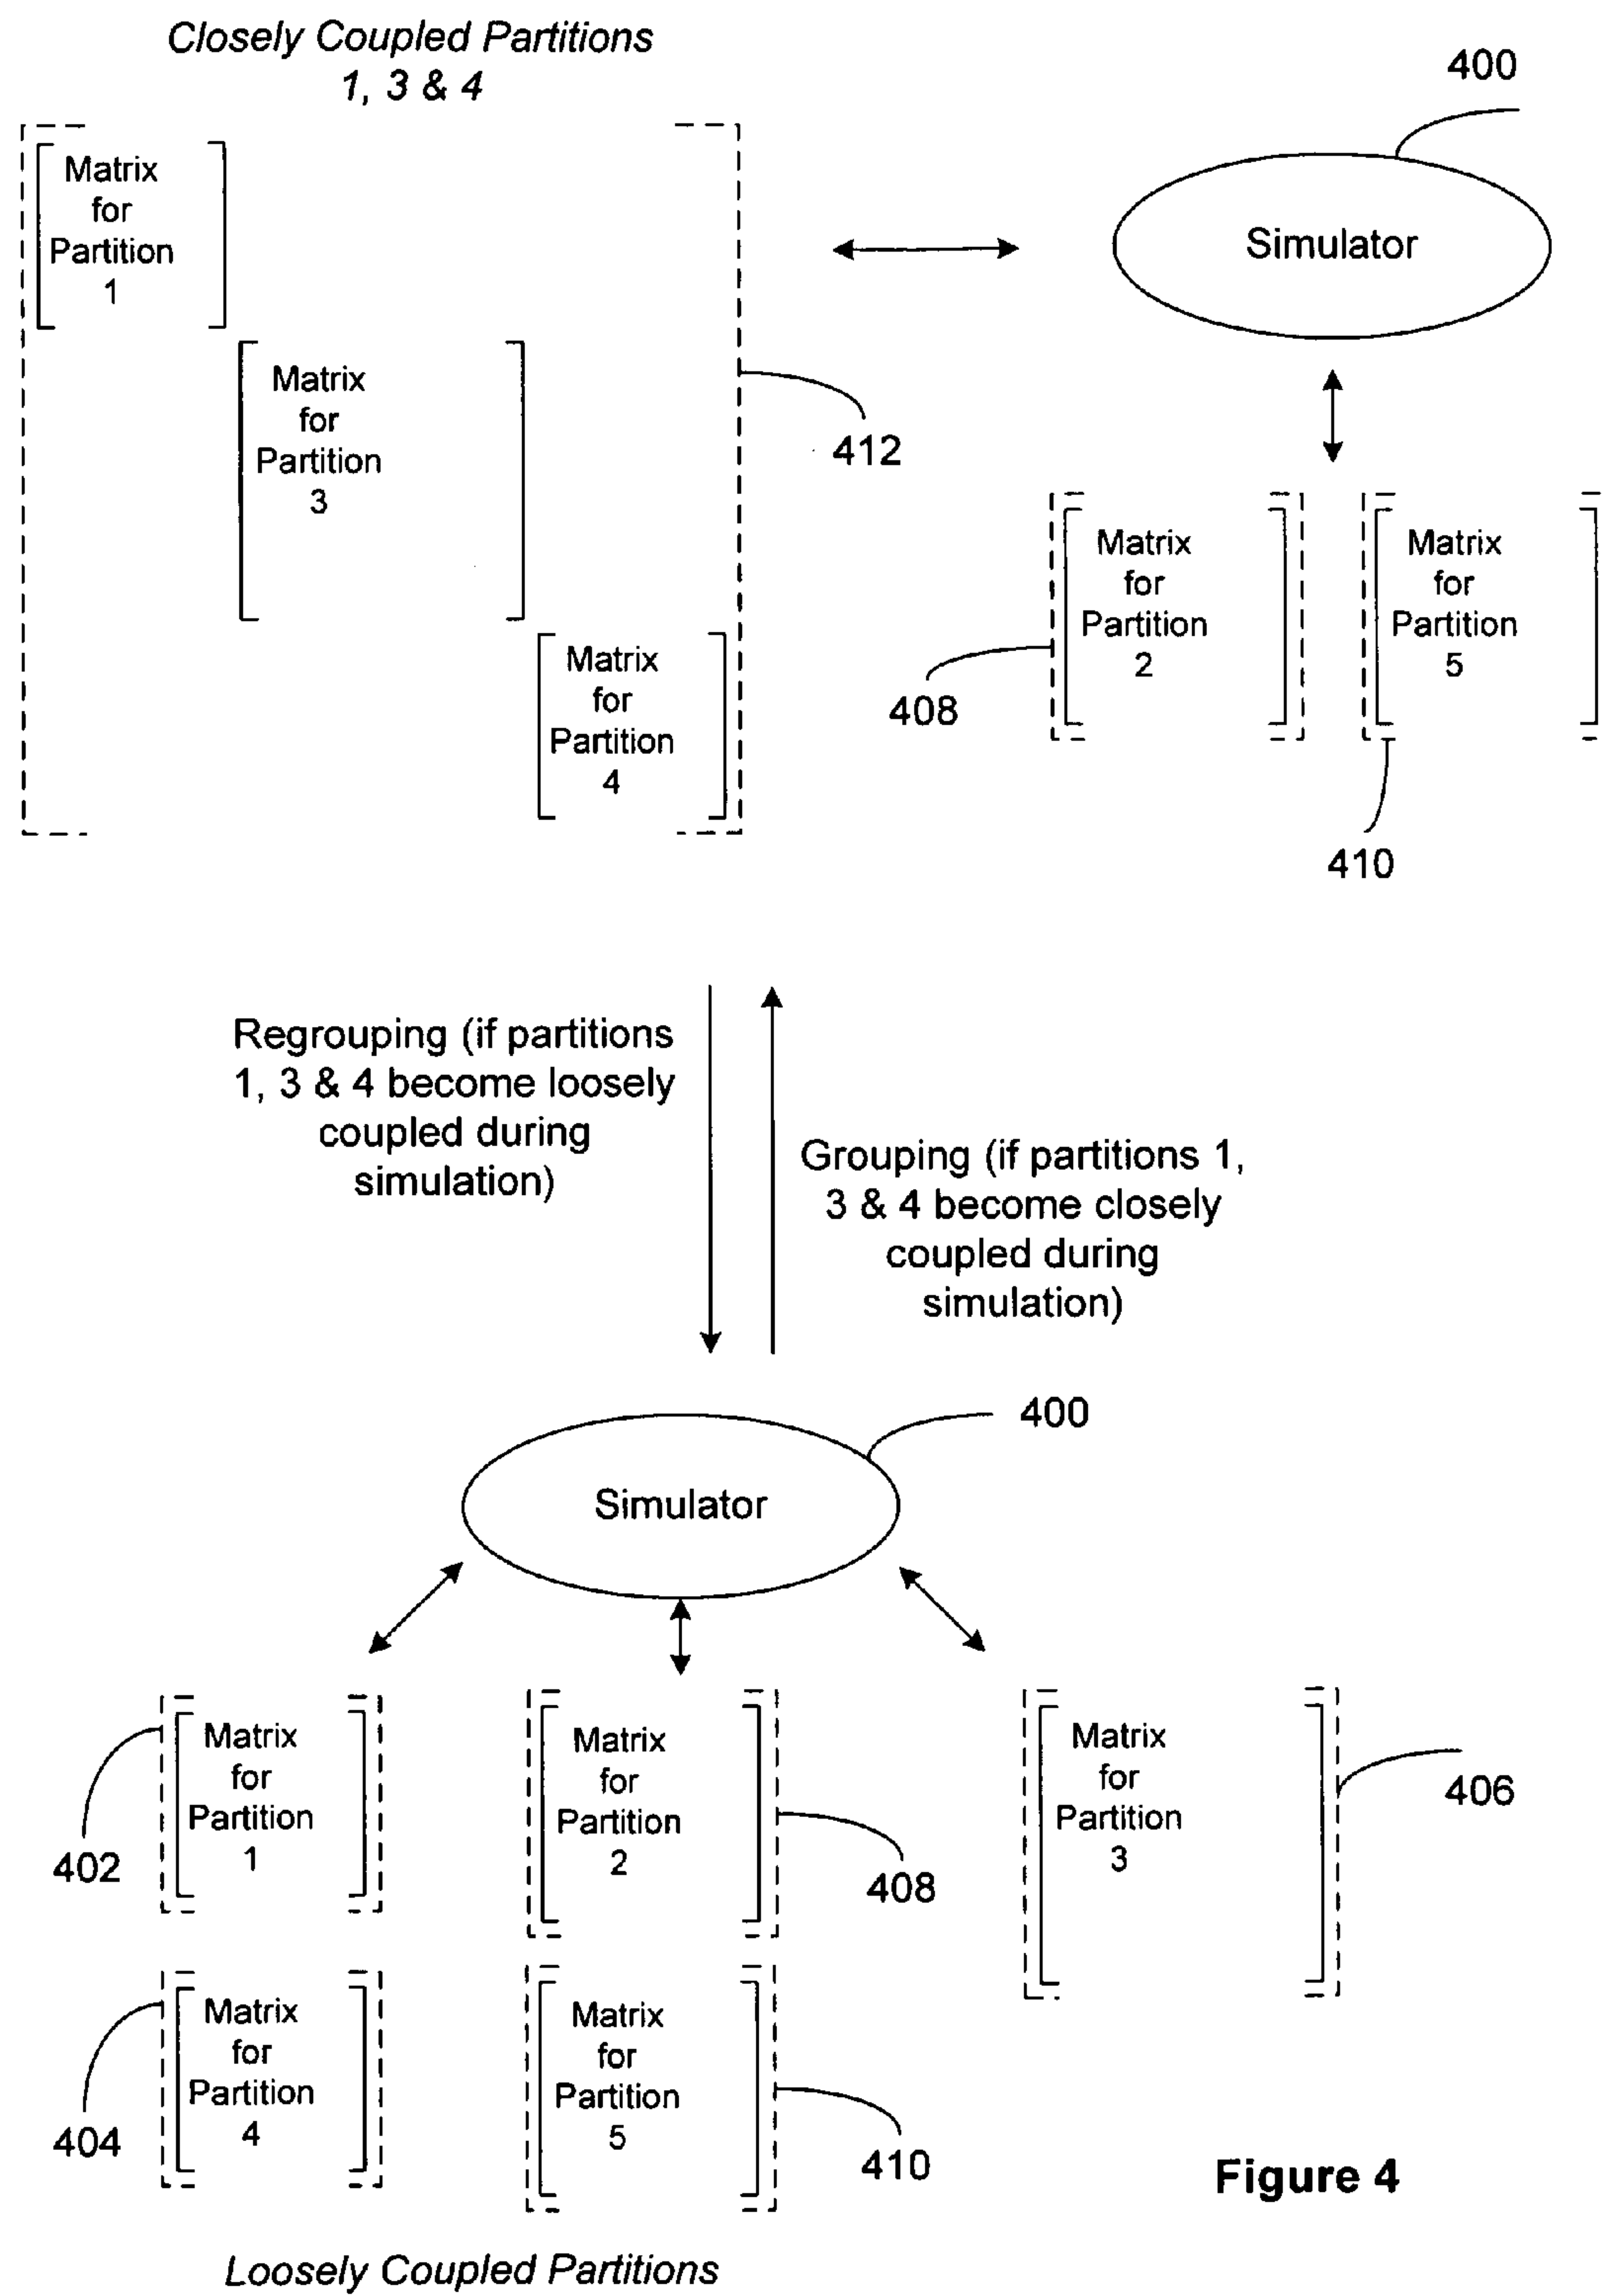 Closely Coupled Partitions
1, 3 & 4
400
Matrix
for
Partition
1
Simulator
Matrix
for
Partition
3
412
Matrix
for
Partition
2
Matrix
for
Partition
5
408
Matrix
for
Partition
4
410
Regrouping (if partitions
1, 3 & 4 become loosely
coupled during
simulation)
Grouping (if partitions 1,
3 & 4 become closely
coupled during
simulation)
400
Simulator
Matrix
for
Partition
1
402
Matrix
for
Partition
2
408
Matrix
for
Partition
3
406
Matrix
for
Partition
4
404
Matrix
for
Partition
5
410
Figure 4
Loosely Coupled Partitions